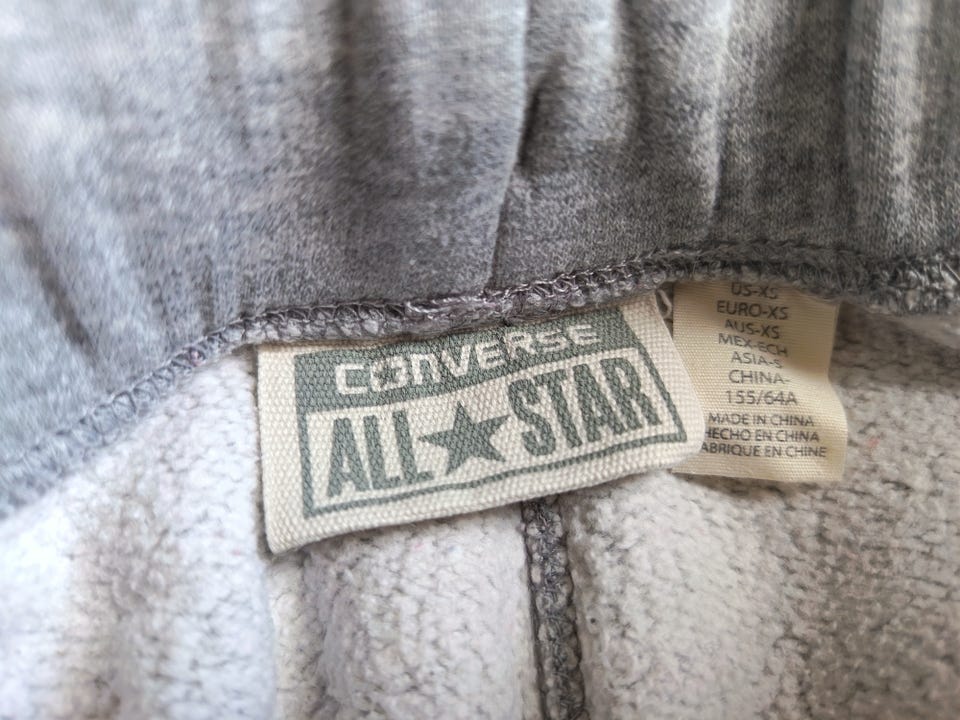 CONVERSE
ALL★STAR
US-XS
EURO-XS
AUS-XS
MEX-ECH
ASIA-S
CHINA-
155/64A
MADE IN CHINA
HECHO EN CHINA
ABRIQUE EN CHINE